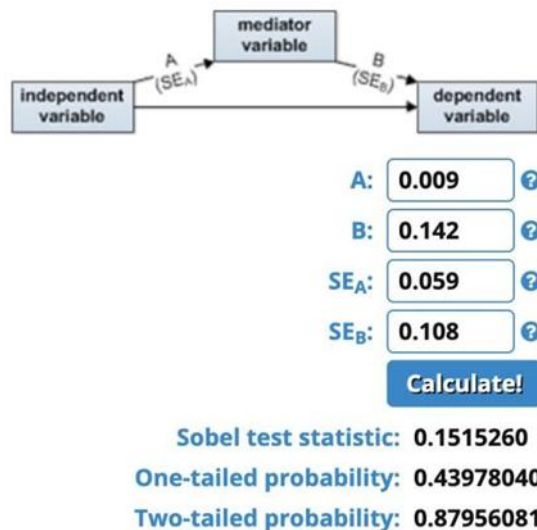 mediator
variable
A
(SEA)
B
(SEB)
independent
variable
dependent
variable
A: 0.009 ?
B: 0.142 ?
SEA: 0.059 ?
SEB: 0.108 ?
Calculate!
Sobel test statistic: 0.1515260
One-tailed probability: 0.43978040
Two-tailed probability: 0.87956081